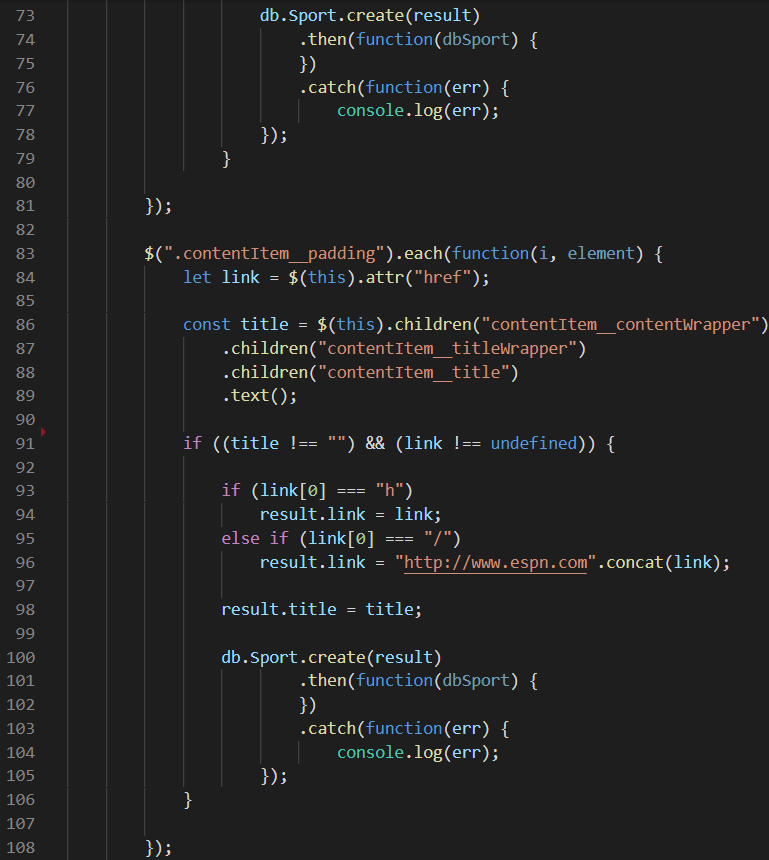 73 db.Sport.create(result)
74 .then(function(dbSport) {
75 })
76 .catch(function(err) {
77 console.log(err);
78 });
79 }
80
81 });
82
83 $(".contentItem__padding").each(function(i, element) {
84 let link = $(this).attr("href");
85
86 const title = $(this).children("contentItem__contentWrapper")
87 .children("contentItem__titleWrapper")
88 .children("contentItem__title")
89 .text();
90
91 if ((title !== "") && (link !== undefined)) {
92
93 if (link[0] === "h")
94 result.link = link;
95 else if (link[0] === "/")
96 result.link = "http://www.espn.com".concat(link);
97
98 result.title = title;
99
100 db.Sport.create(result)
101 .then(function(dbSport) {
102 })
103 .catch(function(err) {
104 console.log(err);
105 });
106 }
107
108 });